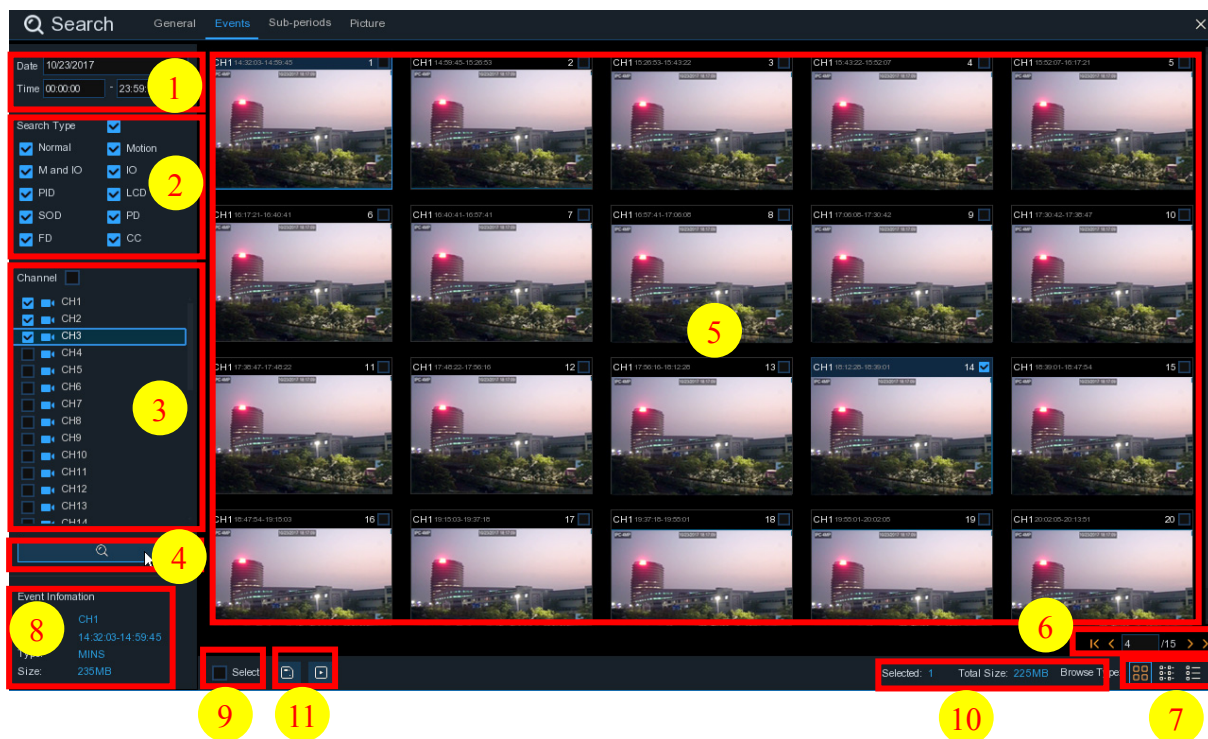 Search General Events Sub-periods Picture
Date 10/23/2017
Time 00:00:00 - 23:59:
1
Search Type
Normal Motion
M and IO IO
PID LCD
SOD PD
FD CC
2
Channel
CH1
CH2
CH3
CH4
CH5
CH6
CH7
CH8
CH9
CH10
CH11
CH12
CH13
CH14
3
4
Event Infomation
CH1
14:32:03-14:59:45
MINS
Size: 235MB
8
CH1 14:32:03-14:59:45 1
CH1 14:59:45-15:26:53 2
CH1 15:26:53-15:43:22 3
CH1 15:43:22-15:52:07 4
CH1 15:52:07-16:17:21 5
CH1 16:17:21-16:40:41 6
CH1 16:40:41-16:57:41 7
CH1 16:57:41-17:06:08 8
CH1 17:06:08-17:30:42 9
CH1 17:30:42-17:38:47 10
5
CH1 17:38:47-17:48:22 11
CH1 17:48:22-17:56:16 12
CH1 17:56:16-18:12:28 13
CH1 18:12:28-18:39:01 14
CH1 18:39:01-18:47:54 15
CH1 18:47:54-19:15:03 16
CH1 19:15:03-19:37:18 17
CH1 19:37:18-19:55:01 18
CH1 19:55:01-20:02:05 19
CH1 20:02:05-20:13:51 20
6
4 /15
Select
Selected: 1 Total Size: 225MB Browse Type
9
11
10
7